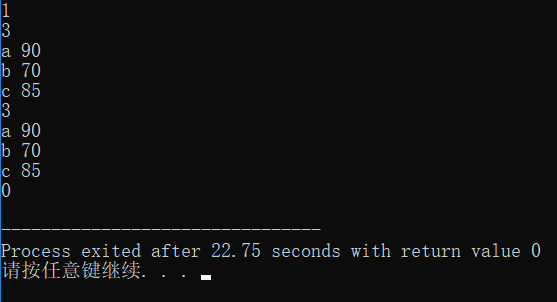 1
3
a 90
b 70
c 85
3
a 90
b 70
c 85
0
--------------------------------
Process exited after 22.75 seconds with return value 0
请按任意键继续. . .